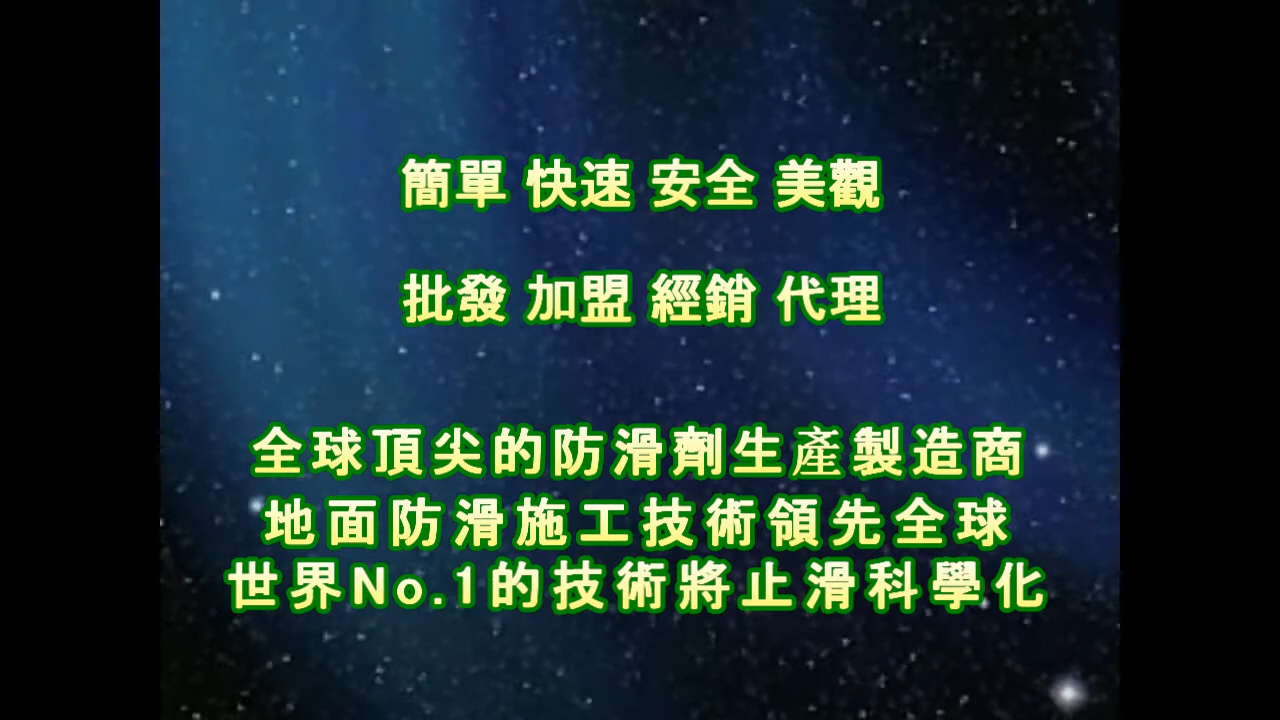 簡單 快速 安全 美觀
批發 加盟 經銷 代理
全球頂尖的防滑劑生產製造商
地面防滑施工技術領先全球
世界No.1的技術將止滑科學化